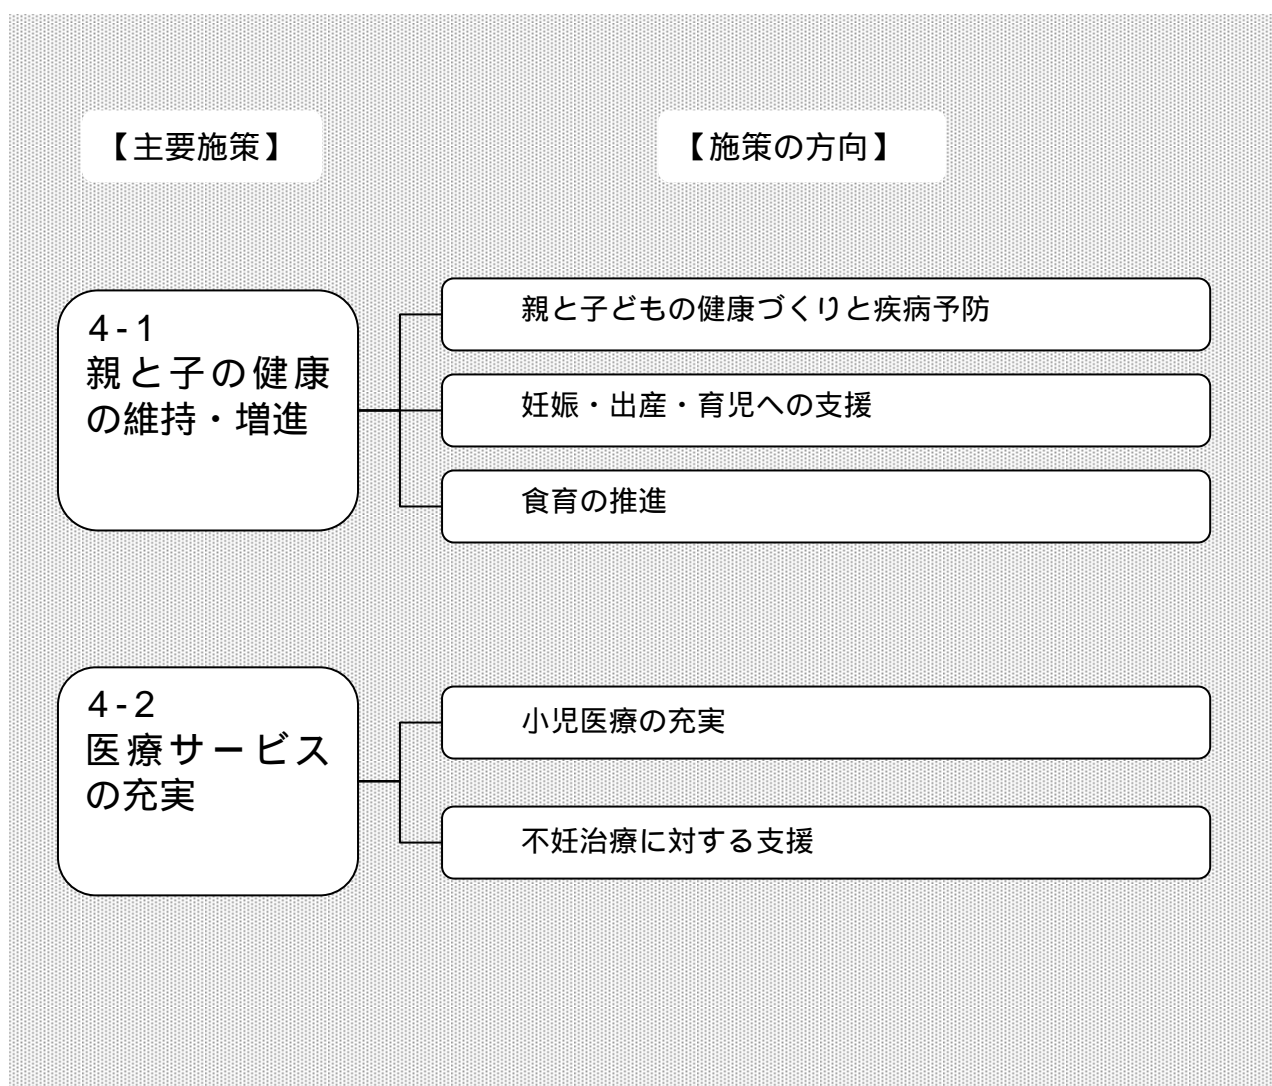 【主要施策】
【施策の方向】
4-1
親と子の健康
の維持・増進
親と子どもの健康づくりと疾病予防
妊娠・出産・育児への支援
食育の推進
4-2
医療サービス
の充実
小児医療の充実
不妊治療に対する支援